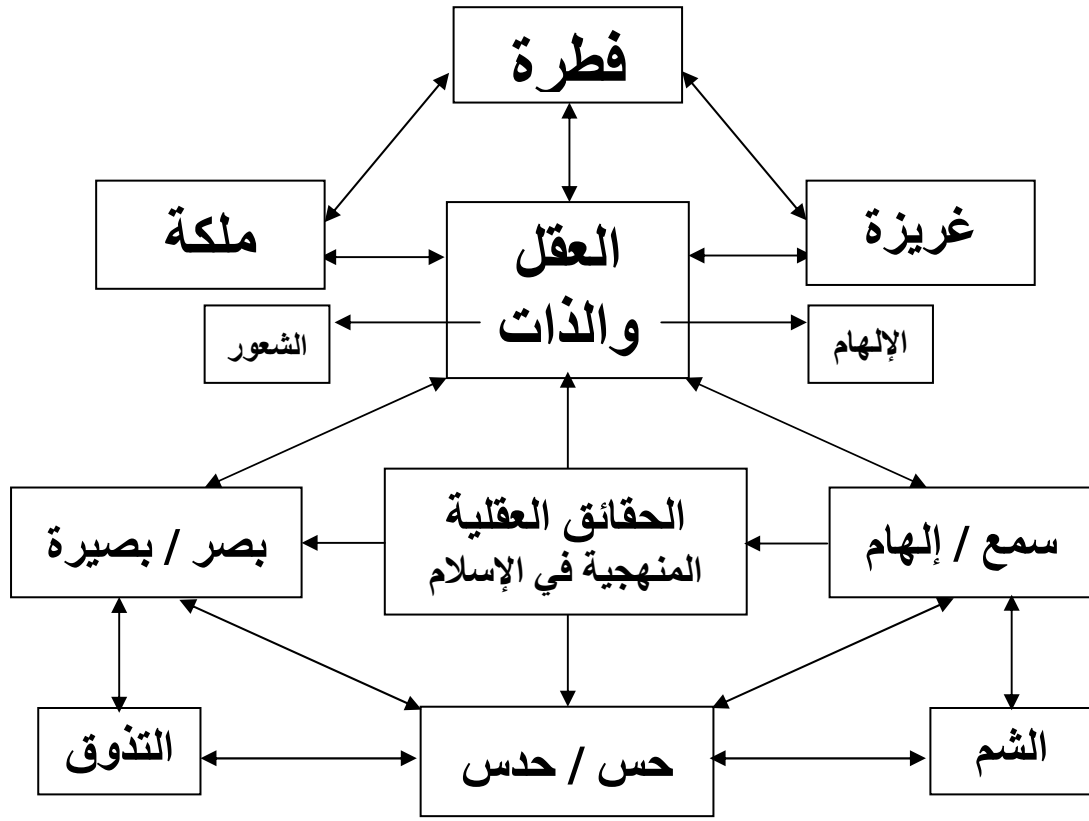 فطرة
غريزة
ملكة
العقل
والذات
الإلهام
الشعور
الحقائق العقلية
المنهجية في الإسلام
سمع / إلهام
بصر / بصيرة
الشم
حس / حدس
التذوق